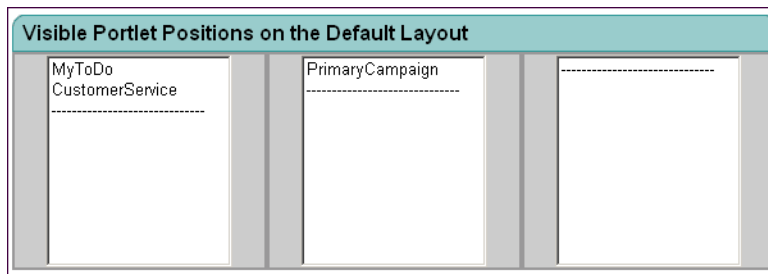 Visible Portlet Positions on the Default Layout
MyToDo
CustomerService
----------------------------
PrimaryCampaign
----------------------------
----------------------------